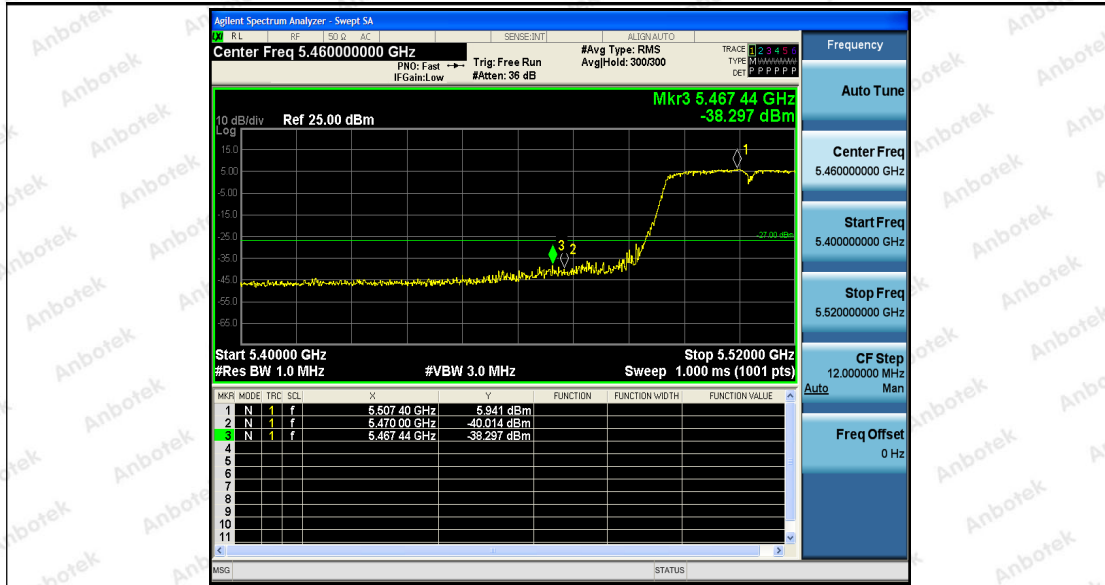 Agilent Spectrum Analyzer - Swept SA
RL RF 50 Ω AC SENSE:INT ALIGNAUTO
Center Freq 5.460000000 GHz
PNO: Fast
IFGain:Low
Trig: Free Run
#Atten: 36 dB
#Avg Type: RMS
Avg|Hold: 300/300
TRACE 1 2 3 4 5 6
TYPE M
DET P P P P P P
Mkr3 5.467 44 GHz
-38.297 dBm
10 dB/div Ref 25.00 dBm
Log
15.0
5.00
-5.00
-15.0
-25.0
-35.0
-45.0
-55.0
-65.0
1
-27.00 dBm
3 2
Start 5.40000 GHz Stop 5.52000 GHz
#Res BW 1.0 MHz #VBW 3.0 MHz Sweep 1.000 ms (1001 pts)
MKR MODE TRC SCL X Y FUNCTION FUNCTION WIDTH FUNCTION VALUE
1 N 1 f 5.507 40 GHz 5.941 dBm
2 N 1 f 5.470 00 GHz -40.014 dBm
3 N 1 f 5.467 44 GHz -38.297 dBm
4
5
6
7
8
9
10
11
MSG STATUS
Frequency
Auto Tune
Center Freq
5.460000000 GHz
Start Freq
5.400000000 GHz
Stop Freq
5.520000000 GHz
CF Step
12.000000 MHz
Auto Man
Freq Offset
0 Hz
Anbotek